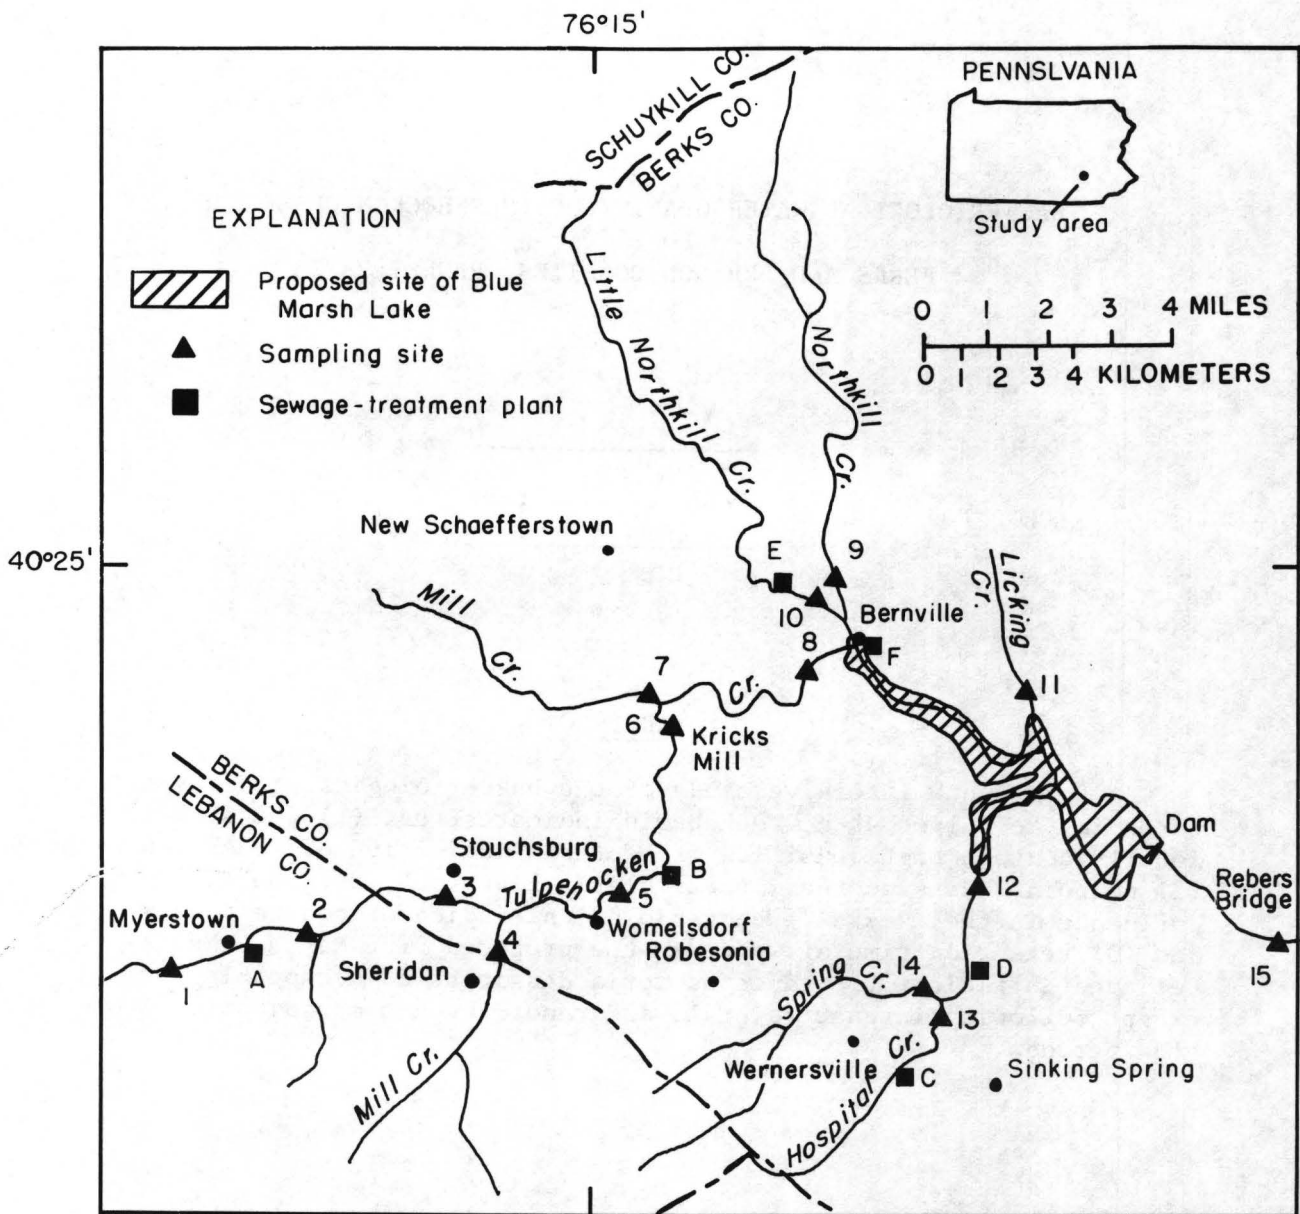 76°15'
SCHUYKILL CO.
BERKS CO.
PENNSLVANIA
Study area
EXPLANATION
Proposed site of Blue
Marsh Lake
Sampling site
Sewage-treatment plant
0 1 2 3 4 MILES
0 1 2 3 4 KILOMETERS
Little Northkill Cr.
Northkill Cr.
New Schaefferstown
40°25'
E
9
10
Bernville
F
Licking Cr.
Mill Cr. Cr.
8
7
6
Kricks
Mill
11
BERKS CO.
LEBANON CO.
Dam
Stouchsburg
3
Tulpehocken
B
5
12
Rebers
Bridge
Myerstown
2
Womelsdorf
Robesonia
4
A
1
Sheridan
Spring Cr.
14
D
15
13
Wernersville
Mill Cr.
Hospital Cr.
C
Sinking Spring